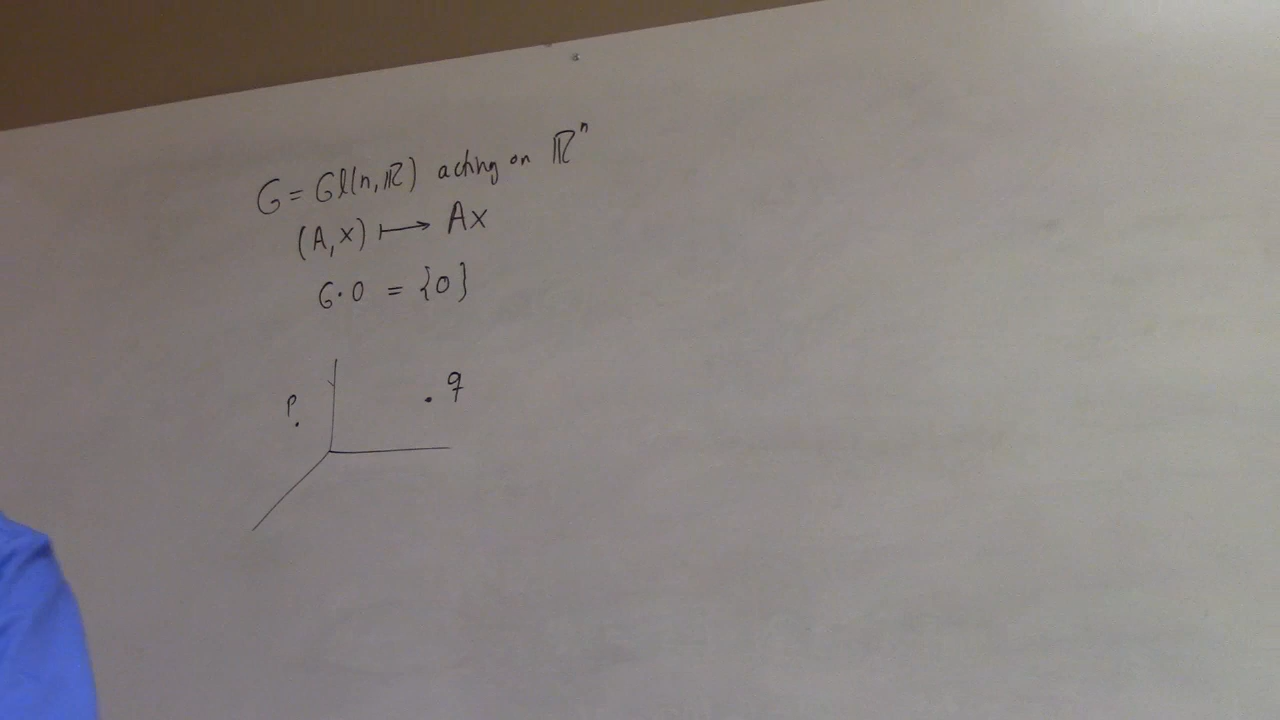 G = Gl(n, ℝ) acting on ℝⁿ
(A, x) ⟼ Ax
G·0 = {0}
p
q